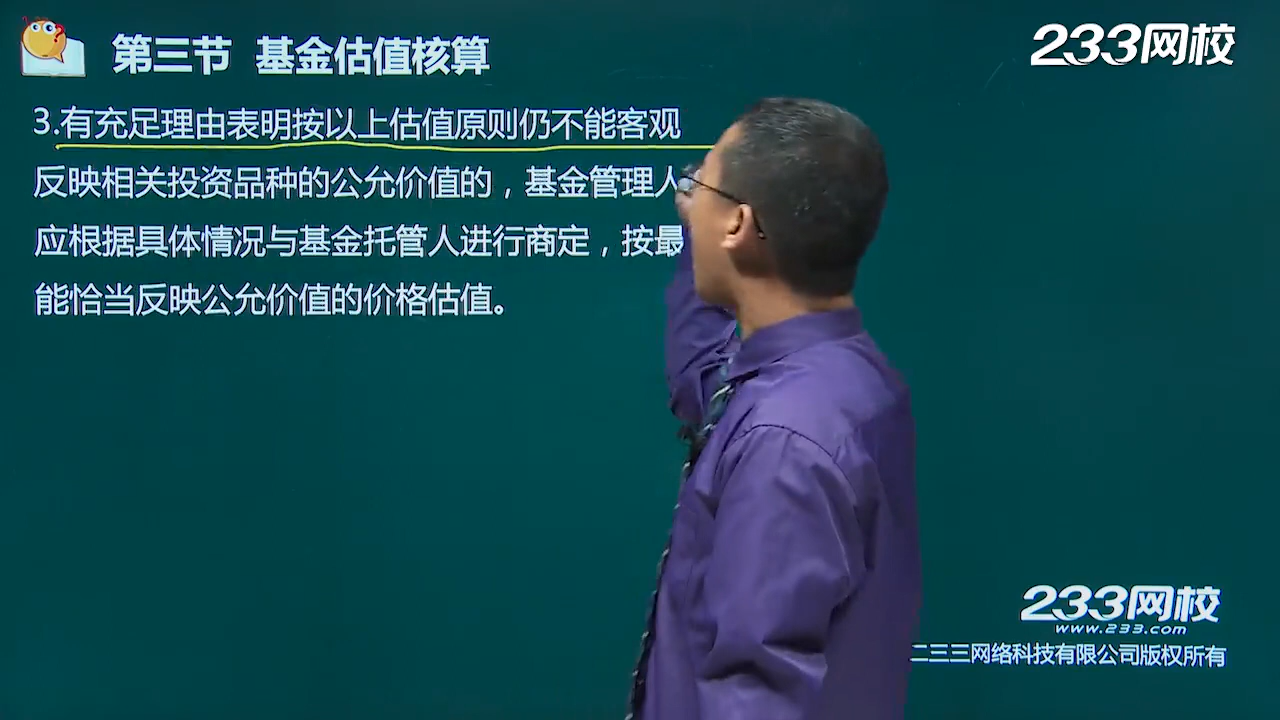 第三节 基金估值核算
233网校
3.有充足理由表明按以上估值原则仍不能客观
反映相关投资品种的公允价值的，基金管理人
应根据具体情况与基金托管人进行商定，按最
能恰当反映公允价值的价格估值。
233网校
www.233.com
二三三网络科技有限公司版权所有